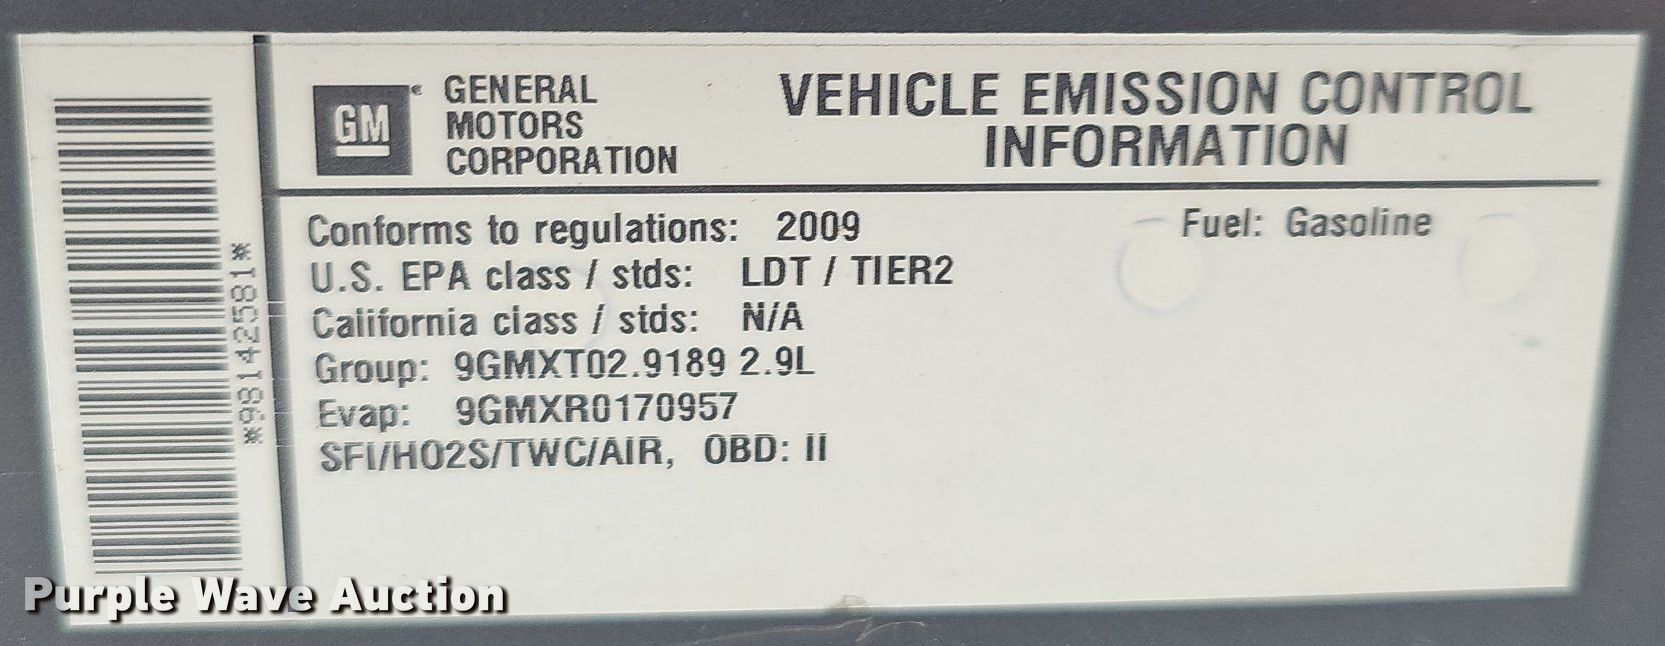 GM
GENERAL
MOTORS
CORPORATION
VEHICLE EMISSION CONTROL
INFORMATION
Conforms to regulations: 2009
Fuel: Gasoline
U.S. EPA class / stds: LDT / TIER2
California class / stds: N/A
Group: 9GMXT02.9189 2.9L
Evap: 9GMXR0170957
SFI/HO2S/TWC/AIR, OBD: II
*98142581*
Purple Wave Auction